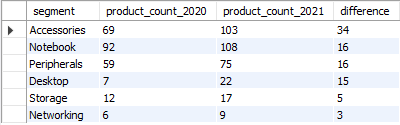 segment product_count_2020 product_count_2021 difference
Accessories 69 103 34
Notebook 92 108 16
Peripherals 59 75 16
Desktop 7 22 15
Storage 12 17 5
Networking 6 9 3